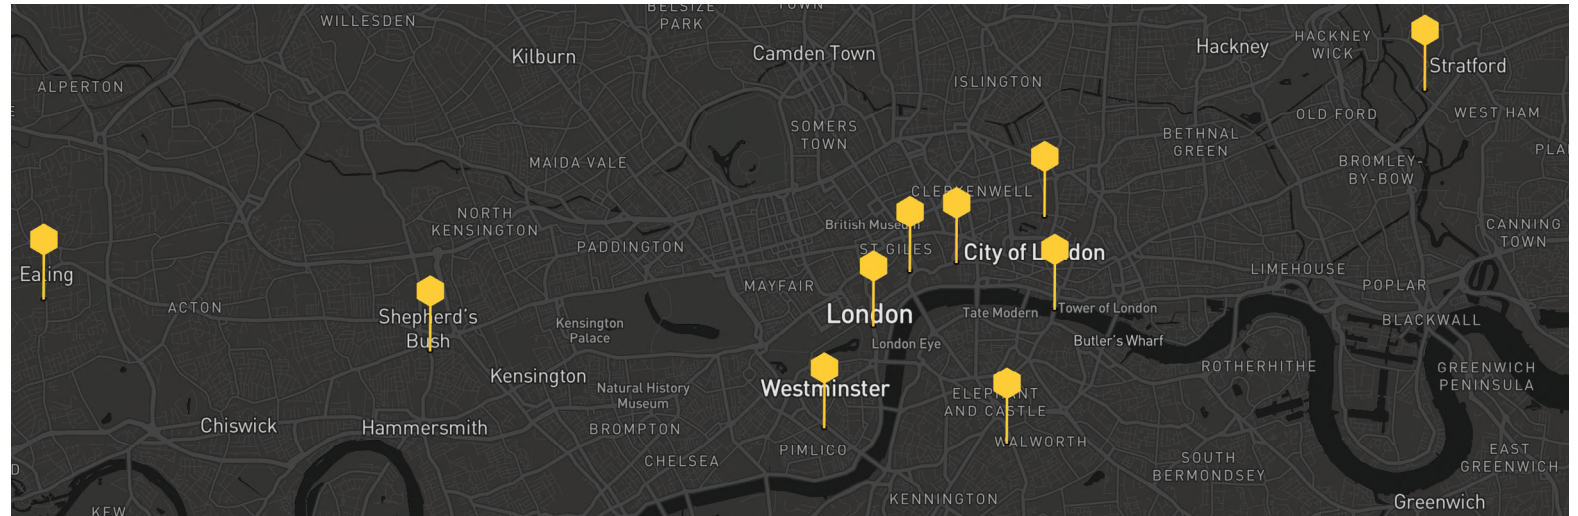 BELSIZE
PARK
TOWN
WILLESDEN
Kilburn
Camden Town
Hackney
HACKNEY
WICK
Stratford
ALPERTON
ISLINGTON
OLD FORD
WEST HAM
SOMERS
TOWN
BETHNAL
GREEN
MAIDA VALE
BROMLEY-
BY-BOW
CLERKENWELL
NORTH
KENSINGTON
British Museum
CANNING
TOWN
PADDINGTON
ST GILES
City of London
Ealing
LIMEHOUSE
MAYFAIR
POPLAR
ACTON
Shepherd's
Bush
London
Tate Modern
Tower of London
BLACKWALL
Kensington
Palace
London Eye
Butler's Wharf
ROTHERHITHE
GREENWICH
PENINSULA
Kensington
Natural History
Museum
Westminster
ELEPHANT
AND CASTLE
Chiswick
Hammersmith
BROMPTON
WALWORTH
PIMLICO
CHELSEA
SOUTH
BERMONDSEY
EAST
GREENWICH
KENNINGTON
Greenwich
KEW